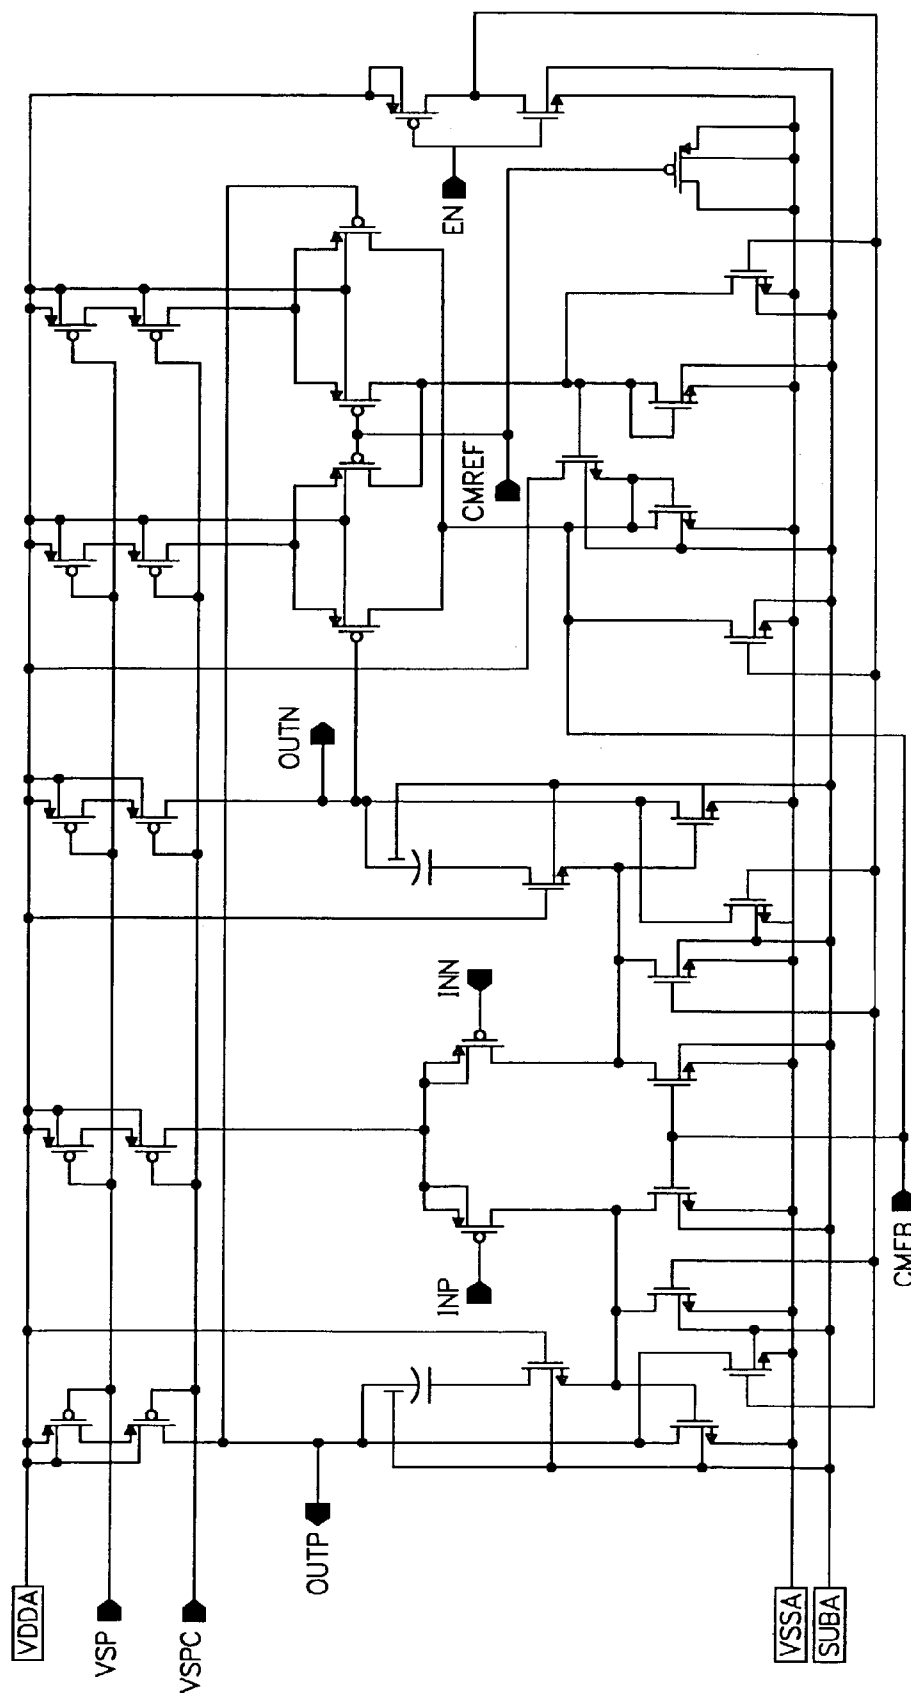 VDDA
VSP
VSPC
OUTP
INP
INN
OUTN
CMREF
EN
VSSA
SUBA
CMFB